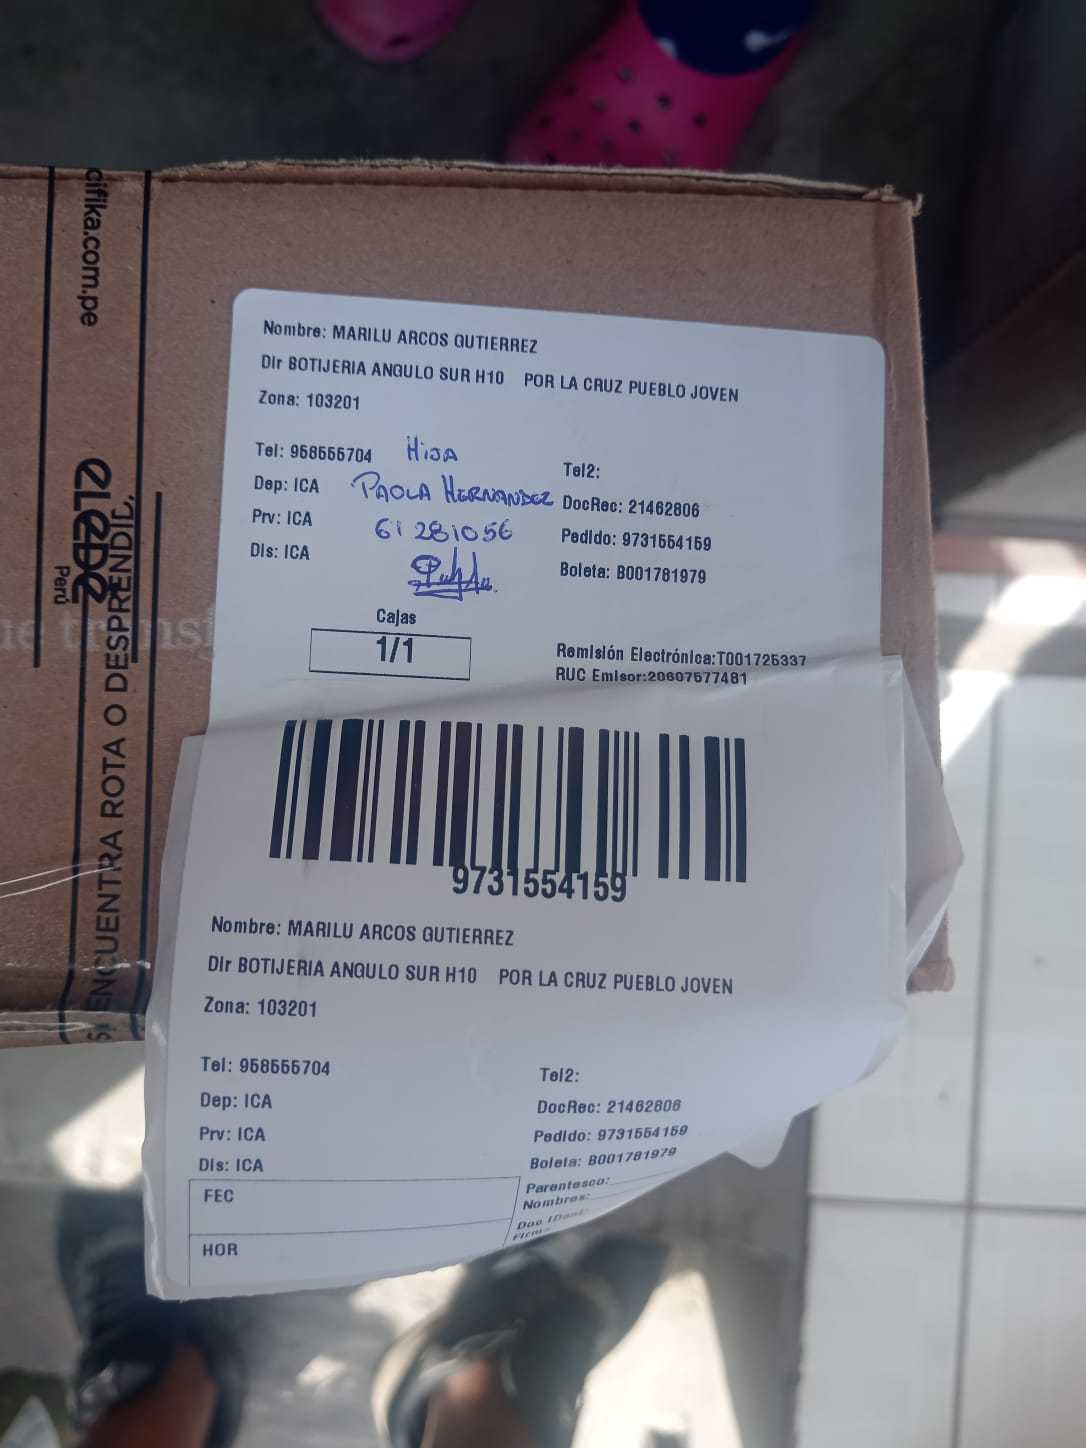 Nombre: MARILU ARCOS GUTIERREZ
Dir BOTIJERIA ANGULO SUR H10 POR LA CRUZ PUEBLO JOVEN
Zona: 103201
Tel: 958555704
HIJA
Tel2:
Dep: ICA
PAOLA HERNANDEZ
DocRec: 21462806
Prv: ICA
61281056
Pedido: 9731554159
Dis: ICA
Boleta: B001781979
Cajas
1/1
Remisión Electrónica:T001725337
RUC Emisor:20607577481
9731554159
Nombre: MARILU ARCOS GUTIERREZ
Dir BOTIJERIA ANGULO SUR H10 POR LA CRUZ PUEBLO JOVEN
Zona: 103201
Tel: 958555704
Tel2:
Dep: ICA
DocRec: 21462806
Prv: ICA
Pedido: 9731554159
Dis: ICA
Boleta: B001781979
FEC
Parentesco:
Nombres:
HOR
cifika.com.pe
eLeBe
Perú
ENCUENTRA ROTA O DESPRENDID